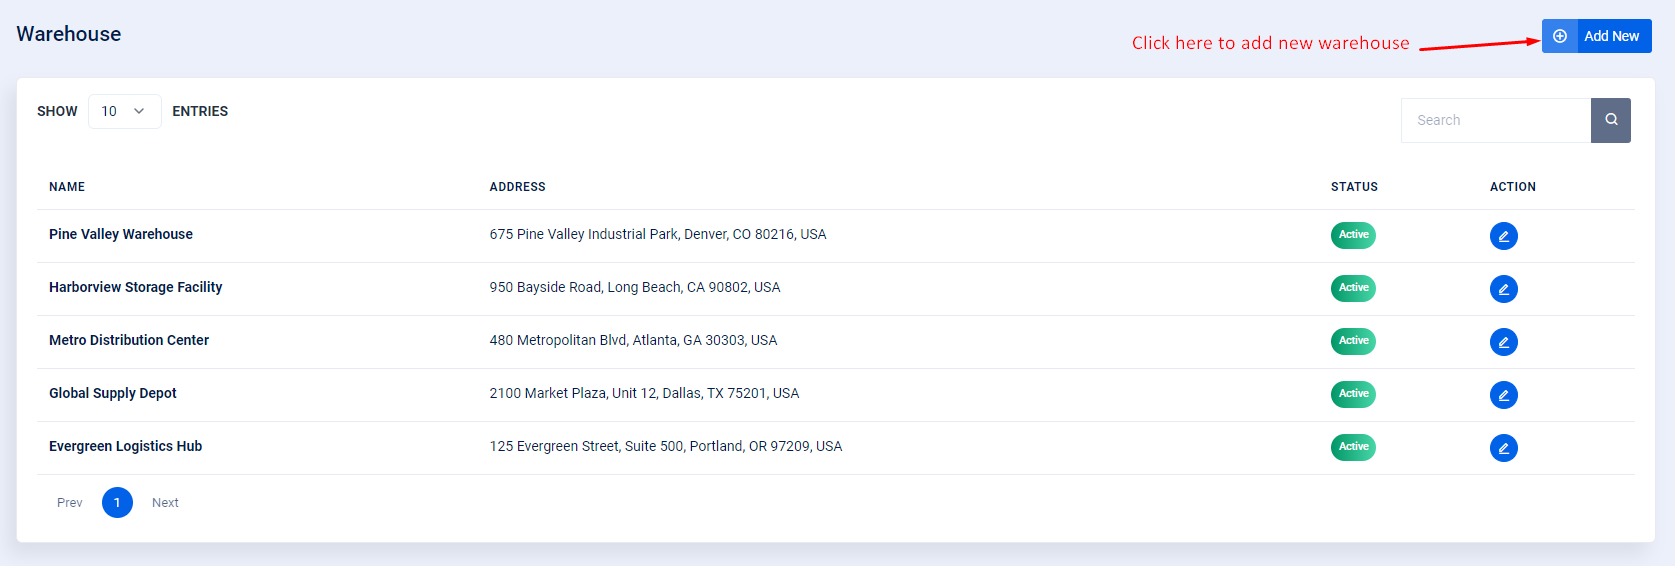 Warehouse
Click here to add new warehouse
Add New
SHOW 10 ENTRIES
Search
NAME ADDRESS STATUS ACTION
Pine Valley Warehouse 675 Pine Valley Industrial Park, Denver, CO 80216, USA Active
Harborview Storage Facility 950 Bayside Road, Long Beach, CA 90802, USA Active
Metro Distribution Center 480 Metropolitan Blvd, Atlanta, GA 30303, USA Active
Global Supply Depot 2100 Market Plaza, Unit 12, Dallas, TX 75201, USA Active
Evergreen Logistics Hub 125 Evergreen Street, Suite 500, Portland, OR 97209, USA Active
Prev 1 Next